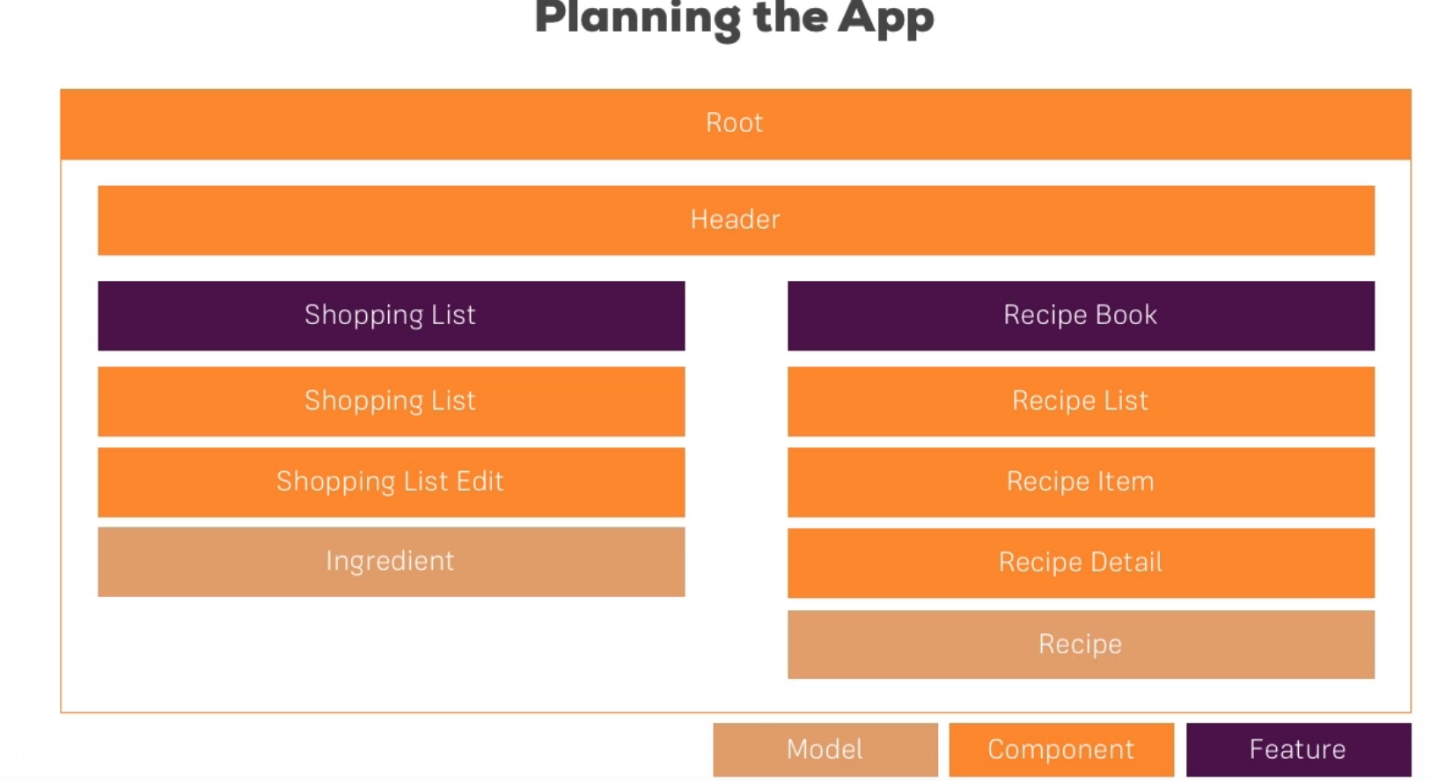 Planning the App
Root
Header
Shopping List
Shopping List
Shopping List Edit
Ingredient
Recipe Book
Recipe List
Recipe Item
Recipe Detail
Recipe
Model
Component
Feature